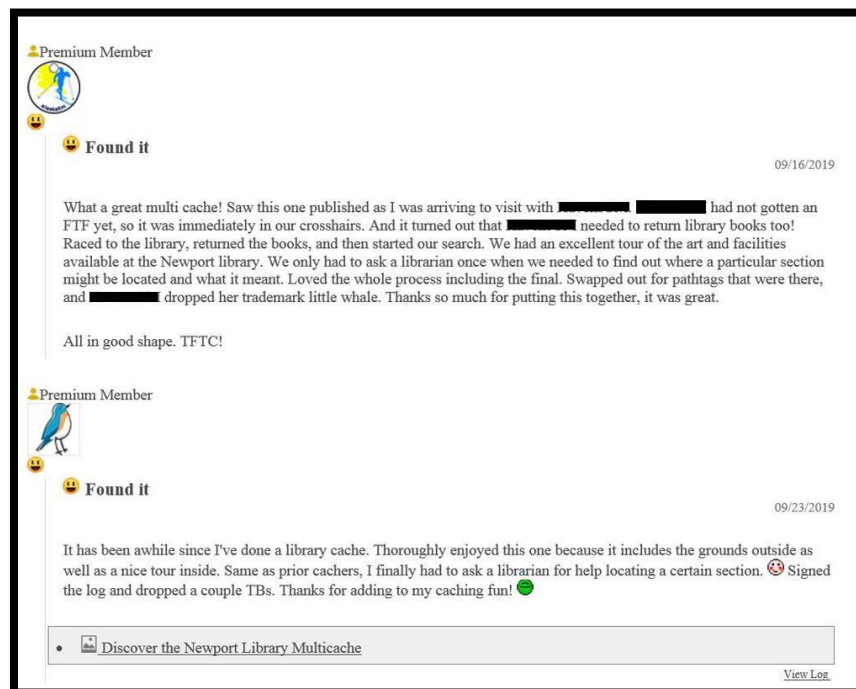 Premium Member
Found it
09/16/2019
What a great multi cache! Saw this one published as I was arriving to visit with had not gotten an
FTF yet, so it was immediately in our crosshairs. And it turned out that needed to return library books too!
Raced to the library, returned the books, and then started our search. We had an excellent tour of the art and facilities
available at the Newport library. We only had to ask a librarian once when we needed to find out where a particular section
might be located and what it meant. Loved the whole process including the final. Swapped out for pathtags that were there,
and dropped her trademark little whale. Thanks so much for putting this together, it was great.
All in good shape. TFTC!
Premium Member
Found it
09/23/2019
It has been awhile since I've done a library cache. Thoroughly enjoyed this one because it includes the grounds outside as
well as a nice tour inside. Same as prior cachers, I finally had to ask a librarian for help locating a certain section. Signed
the log and dropped a couple TBs. Thanks for adding to my caching fun!
• Discover the Newport Library Multicache
View Log